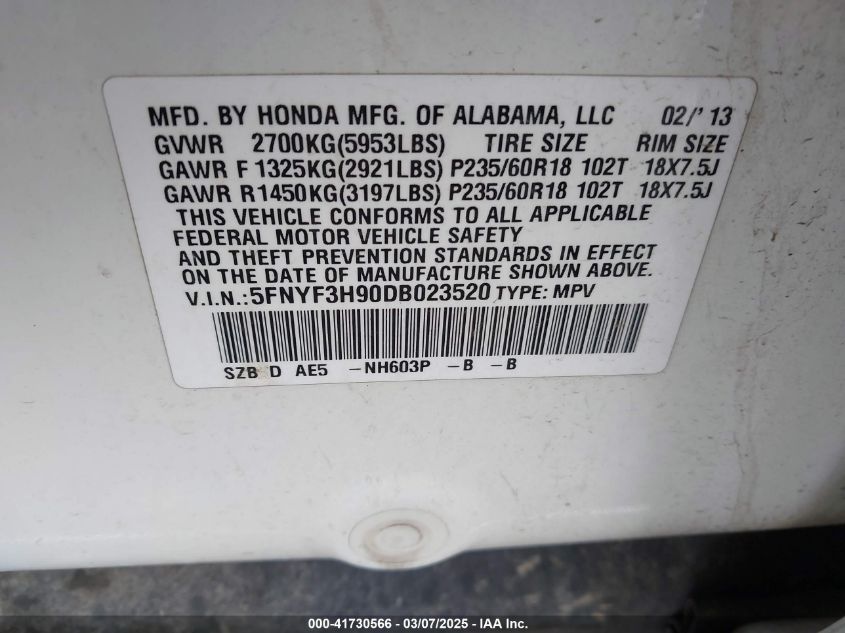 MFD. BY HONDA MFG. OF ALABAMA, LLC 02/'13
GVWR 2700KG(5953LBS) TIRE SIZE RIM SIZE
GAWR F 1325KG(2921LBS) P235/60R18 102T 18X7.5J
GAWR R 1450KG(3197LBS) P235/60R18 102T 18X7.5J
THIS VEHICLE CONFORMS TO ALL APPLICABLE
FEDERAL MOTOR VEHICLE SAFETY
AND THEFT PREVENTION STANDARDS IN EFFECT
ON THE DATE OF MANUFACTURE SHOWN ABOVE.
V.I.N.:5FNYF3H90DB023520 TYPE: MPV
SZB D AE5 -NH603P -B -B
000-41730566 - 03/07/2025 - IAA Inc.